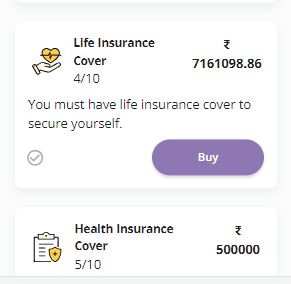 Life Insurance
Cover
₹
7161098.86
4/10
You must have life insurance cover to
secure yourself.
Buy
Health Insurance
Cover
₹
500000
5/10